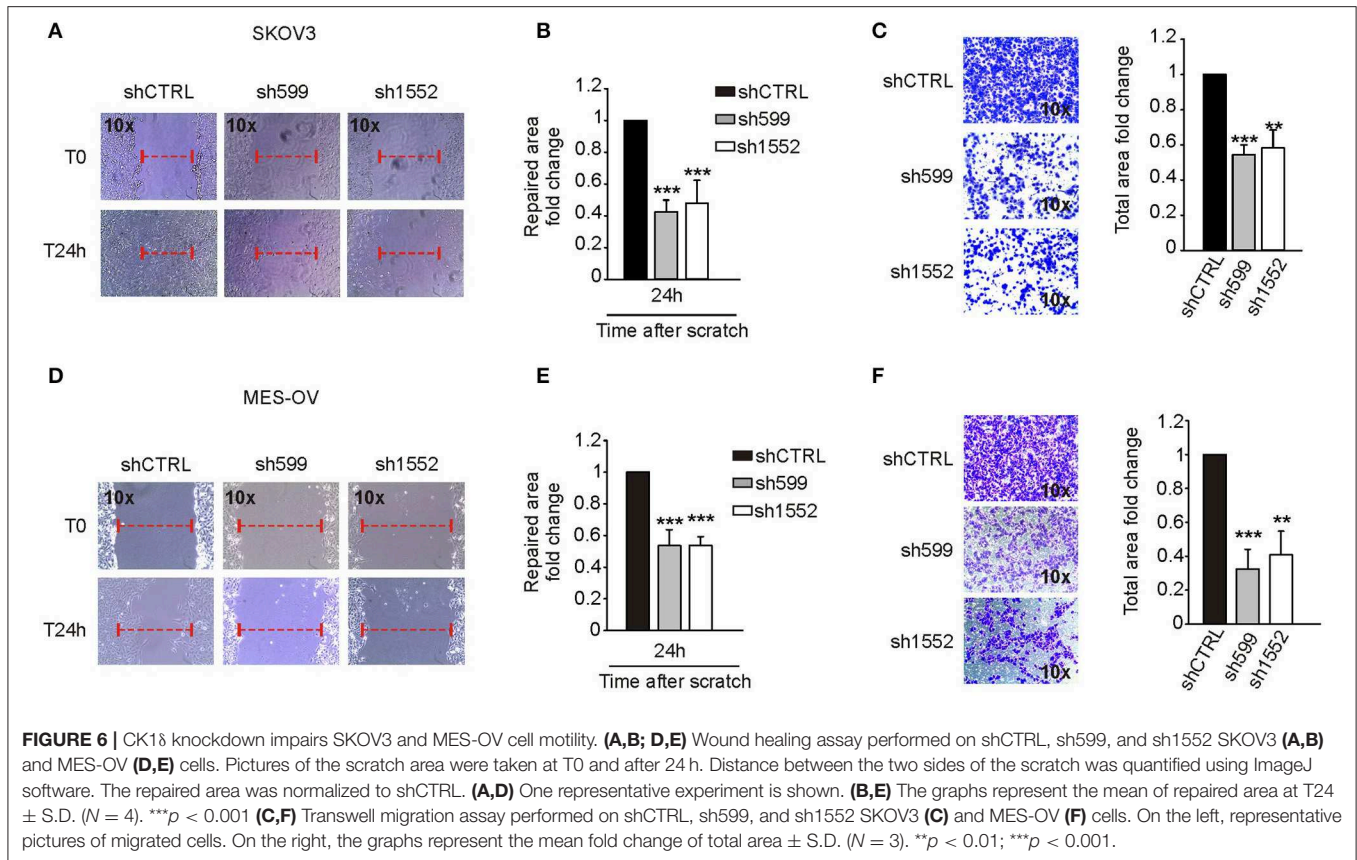 A
SKOV3
shCTRL sh599 sh1552
T0
10x 10x 10x
T24h
B
Repaired area
fold change
1.2
1
0.8
0.6
0.4
0.2
0
shCTRL
sh599
sh1552
*** ***
24h
Time after scratch
C
shCTRL
10x
sh599
10x
sh1552
10x
Total area fold change
1.2
1
0.8
0.6
0.4
0.2
0
*** **
shCTRL sh599 sh1552
D
MES-OV
shCTRL sh599 sh1552
T0
10x 10x 10x
T24h
E
Repaired area
fold change
1.2
1
0.8
0.6
0.4
0.2
0
shCTRL
sh599
sh1552
*** ***
24h
Time after scratch
F
shCTRL
sh599
10x
sh1552
10x
Total area fold change
1.2
1
0.8
0.6
0.4
0.2
0
*** **
shCTRL sh599 sh1552
FIGURE 6 | CK1δ knockdown impairs SKOV3 and MES-OV cell motility. (A,B; D,E) Wound healing assay performed on shCTRL, sh599, and sh1552 SKOV3 (A,B)
and MES-OV (D,E) cells. Pictures of the scratch area were taken at T0 and after 24 h. Distance between the two sides of the scratch was quantified using ImageJ
software. The repaired area was normalized to shCTRL. (A,D) One representative experiment is shown. (B,E) The graphs represent the mean of repaired area at T24
± S.D. (N = 4). ***p < 0.001 (C,F) Transwell migration assay performed on shCTRL, sh599, and sh1552 SKOV3 (C) and MES-OV (F) cells. On the left, representative
pictures of migrated cells. On the right, the graphs represent the mean fold change of total area ± S.D. (N = 3). **p < 0.01; ***p < 0.001.